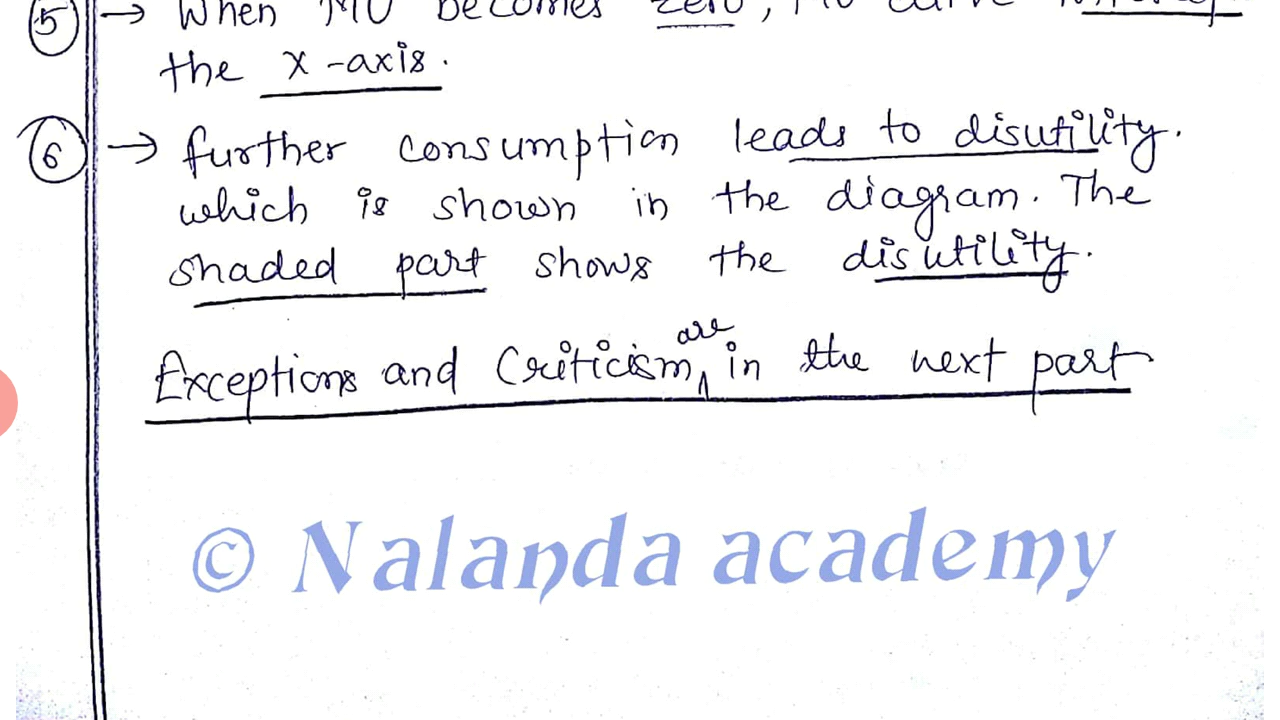 5 → When MU becomes zero, MU curve
the x-axis.
6 → further consumption leads to disutility.
which is shown in the diagram. The
shaded part shows the disutility.
Exceptions and Criticism are in the next part
© Nalanda academy